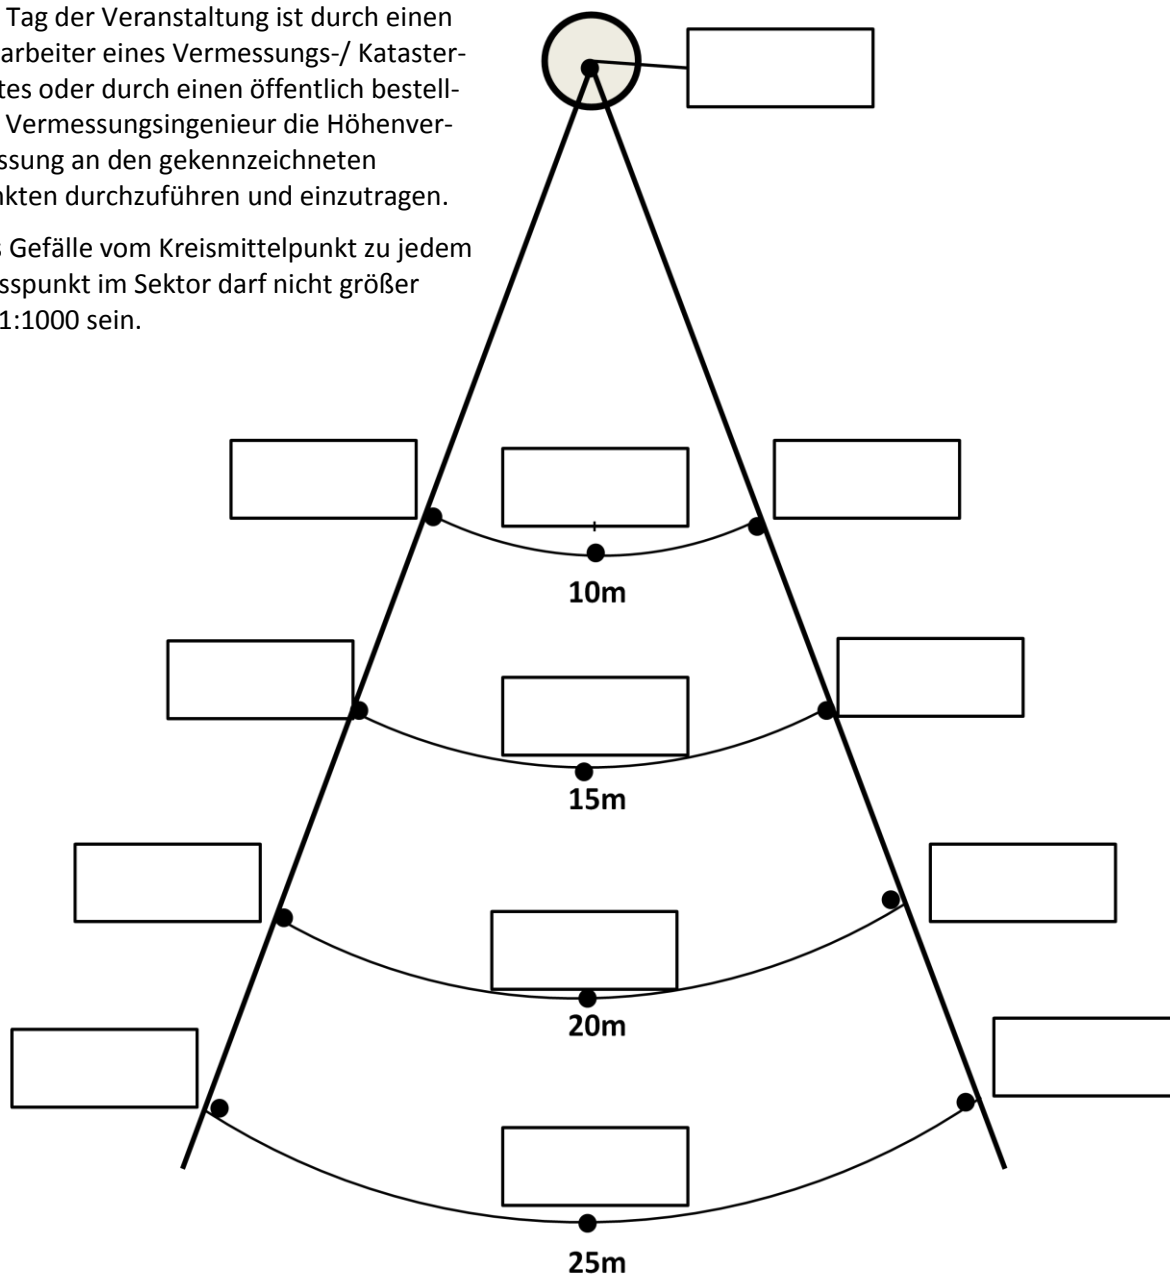 Tag der Veranstaltung ist durch einen
arbeiter eines Vermessungs-/ Kataster-
tes oder durch einen öffentlich bestell-
Vermessungsingenieur die Höhenver-
ssung an den gekennzeichneten
nkten durchzuführen und einzutragen.
s Gefälle vom Kreismittelpunkt zu jedem
sspunkt im Sektor darf nicht größer
1:1000 sein.
10m
15m
20m
25m